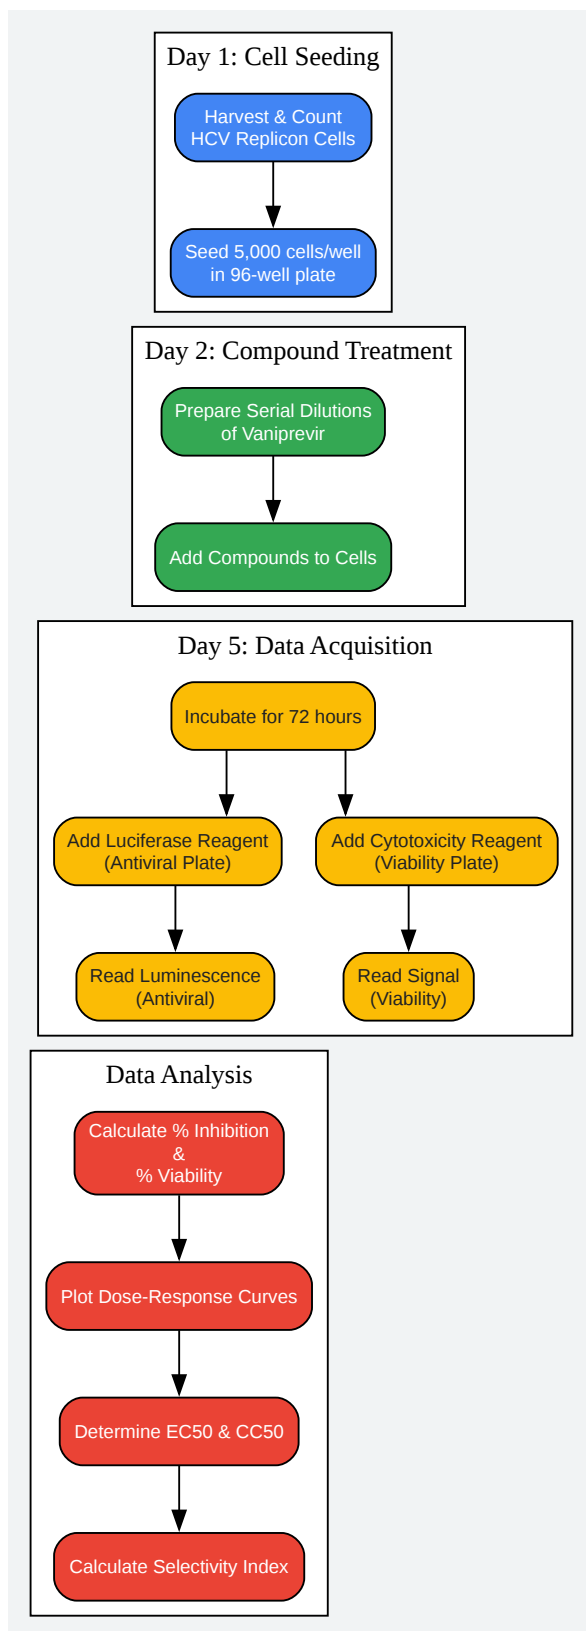 Day 1: Cell Seeding
Harvest & Count
HCV Replicon Cells
Seed 5,000 cells/well
in 96-well plate
Day 2: Compound Treatment
Prepare Serial Dilutions
of Vaniprevir
Add Compounds to Cells
Day 5: Data Acquisition
Incubate for 72 hours
Add Luciferase Reagent
(Antiviral Plate)
Add Cytotoxicity Reagent
(Viability Plate)
Read Luminescence
(Antiviral)
Read Signal
(Viability)
Data Analysis
Calculate % Inhibition
&
% Viability
Plot Dose-Response Curves
Determine EC50 & CC50
Calculate Selectivity Index